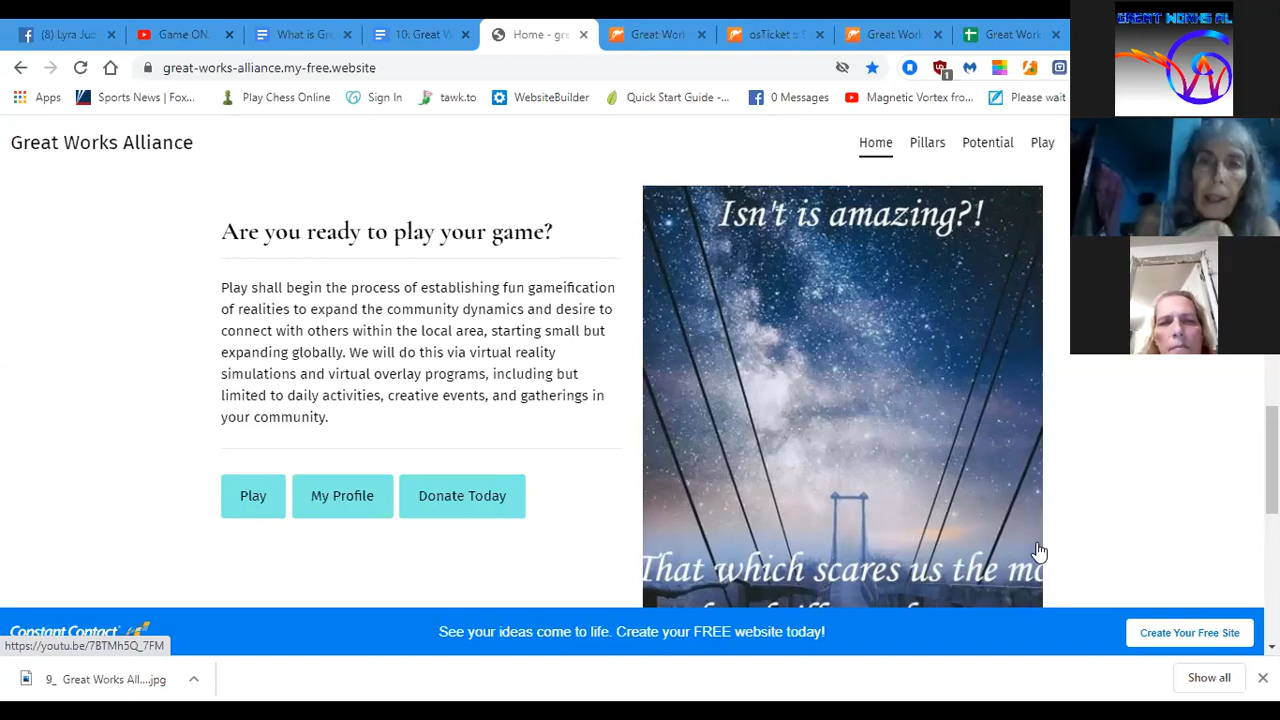 (8) Lyra Ju
Game ON.
What is Gr
10: Great W
Home - gre
Great Work
osTicket :: S
Great Work
Great Work
great-works-alliance.my-free.website
1
Apps
Sports News | Fox...
Play Chess Online
Sign In
tawk.to
WebsiteBuilder
Quick Start Guide -...
0 Messages
Magnetic Vortex fro...
Please wait
GREAT WORKS AL
Great Works Alliance
Home
Pillars
Potential
Play
Are you ready to play your game?
Play shall begin the process of establishing fun gameification
of realities to expand the community dynamics and desire to
connect with others within the local area, starting small but
expanding globally. We will do this via virtual reality
simulations and virtual overlay programs, including but
limited to daily activities, creative events, and gatherings in
your community.
Play
My Profile
Donate Today
Isn't is amazing?!
That which scares us the mo
Constant Contact
See your ideas come to life. Create your FREE website today!
Create Your Free Site
https://youtu.be/7BTMh5Q_7FM
9_ Great Works All....jpg
Show all